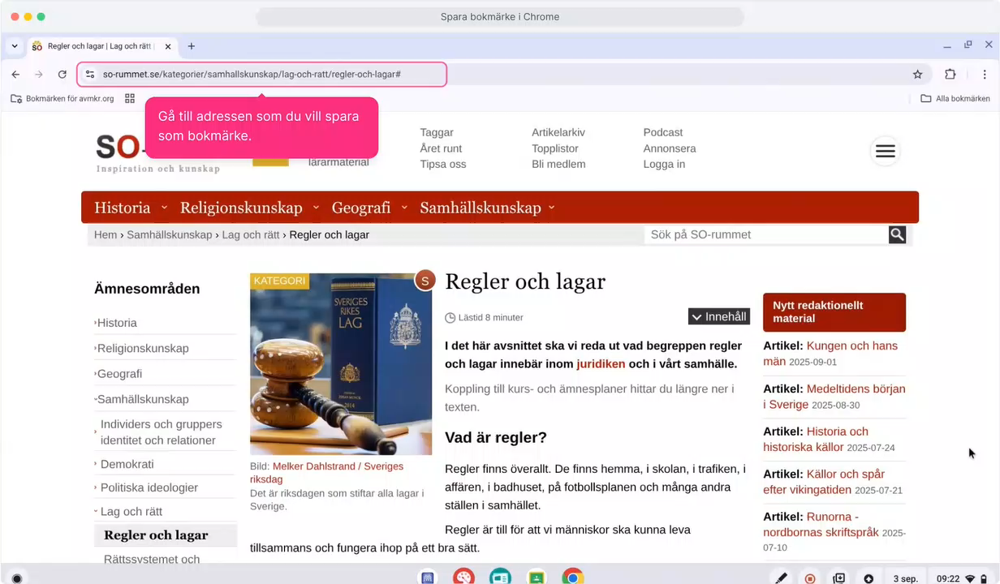 Spara bokmärke i Chrome
Regler och lagar | Lag och rätt
so-rummet.se/kategorier/samhallskunskap/lag-och-ratt/regler-och-lagar#
Bokmärken för avmkr.org
Alla bokmärken
Gå till adressen som du vill spara
som bokmärke.
SO
Inspiration och kunskap
lärarmaterial
Taggar
Året runt
Tipsa oss
Artikelarkiv
Topplistor
Bli medlem
Podcast
Annonsera
Logga in
Historia Religionskunskap Geografi Samhällskunskap
Hem › Samhällskunskap › Lag och rätt › Regler och lagar
Sök på SO-rummet
Ämnesområden
Historia
Religionskunskap
Geografi
Samhällskunskap
Individers och gruppers
identitet och relationer
Demokrati
Politiska ideologier
Lag och rätt
Regler och lagar
Rättssystemet och
KATEGORI
S
SVERIGES
RIKES
LAG
2014
Bild: Melker Dahlstrand / Sveriges
riksdag
Det är riksdagen som stiftar alla lagar i
Sverige.
Regler och lagar
Lästid 8 minuter
Innehåll
I det här avsnittet ska vi reda ut vad begreppen regler
och lagar innebär inom juridiken och i vårt samhälle.
Koppling till kurs- och ämnesplaner hittar du längre ner i
texten.
Vad är regler?
Regler finns överallt. De finns hemma, i skolan, i trafiken, i
affären, i badhuset, på fotbollsplanen och många andra
ställen i samhället.
Regler är till för att vi människor ska kunna leva
tillsammans och fungera ihop på ett bra sätt.
Nytt redaktionellt
material
Artikel: Kungen och hans
män 2025-09-01
Artikel: Medeltidens början
i Sverige 2025-08-30
Artikel: Historia och
historiska källor 2025-07-24
Artikel: Källor och spår
efter vikingatiden 2025-07-21
Artikel: Runorna -
nordbornas skriftspråk 2025-
07-10
3 sep.
09:22